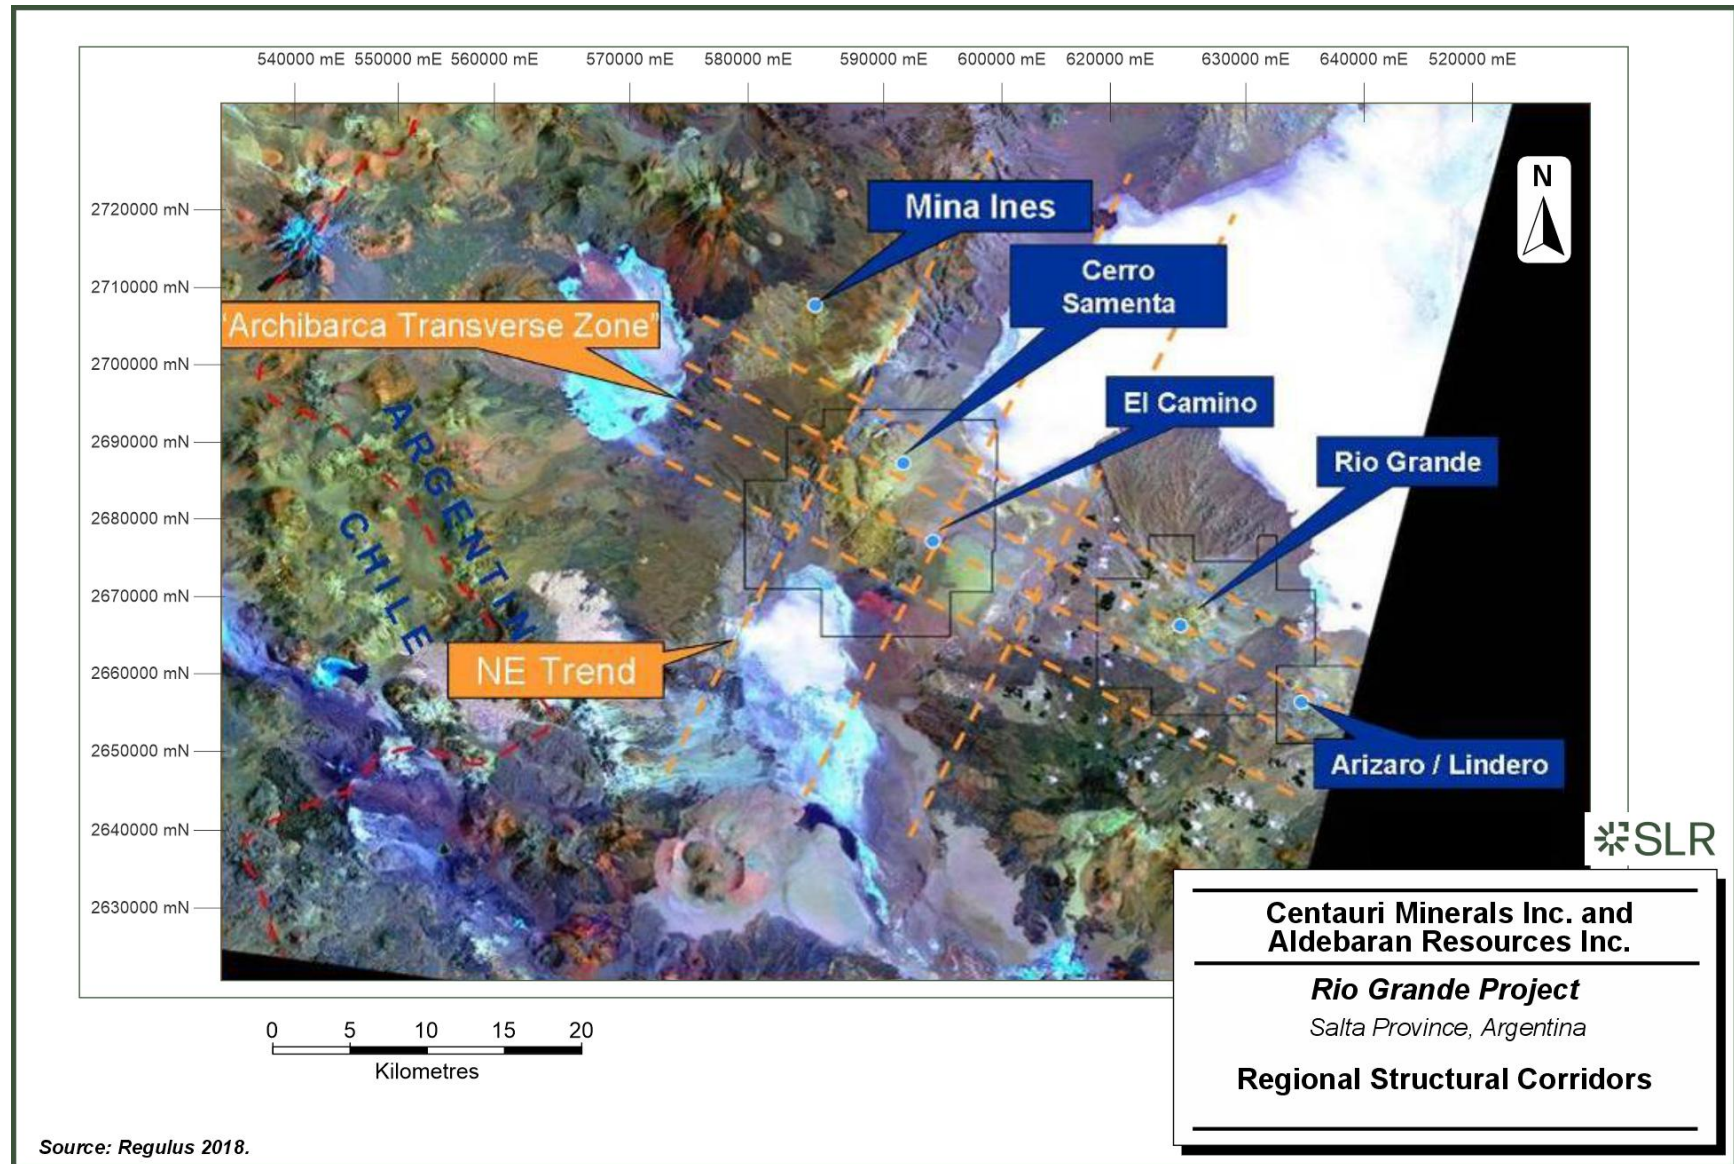 540000 mE 550000 mE 560000 mE 570000 mE 580000 mE 590000 mE 600000 mE 620000 mE 630000 mE 640000 mE 520000 mE
N
2720000 mN
Mina Ines
Cerro
Samenta
2710000 mN
"Archibarca Transverse Zone"
2700000 mN
El Camino
2690000 mN
Rio Grande
ARGENTIN
CHILE
2680000 mN
2670000 mN
NE Trend
2660000 mN
2650000 mN
Arizaro / Lindero
2640000 mN
SLR
2630000 mN
Centauri Minerals Inc. and
Aldebaran Resources Inc.
Rio Grande Project
Salta Province, Argentina
Regional Structural Corridors
0 5 10 15 20
Kilometres
Source: Regulus 2018.